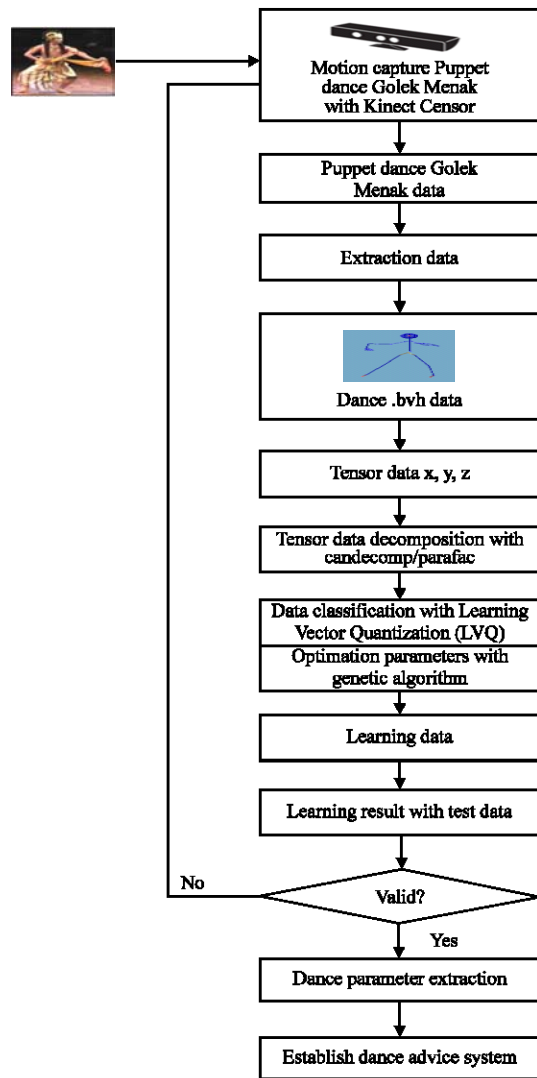 Motion capture Puppet
dance Golek Menak
with Kinect Censor
Puppet dance Golek
Menak data
Extraction data
Dance .bvh data
Tensor data x, y, z
Tensor data decomposition with
candecomp/parafac
Data classification with Learning
Vector Quantization (LVQ)
Optimation parameters with
genetic algorithm
Learning data
Learning result with test data
No
Valid?
Yes
Dance parameter extraction
Establish dance advice system